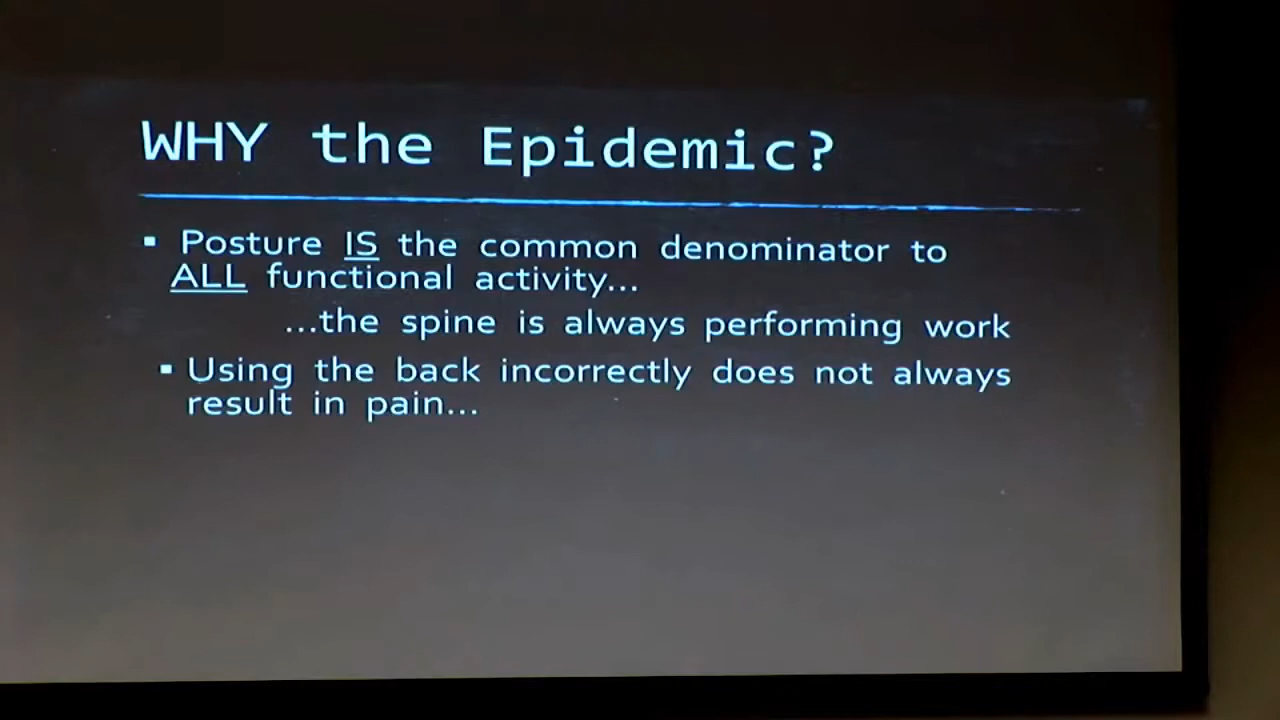 WHY the Epidemic?
▪ Posture IS the common denominator to
ALL functional activity...
...the spine is always performing work
▪ Using the back incorrectly does not always
result in pain...